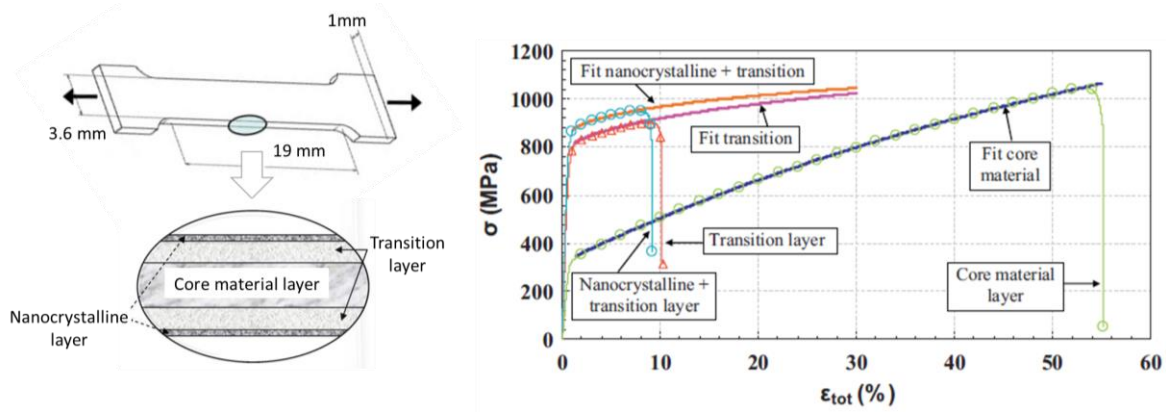 1mm
3.6 mm
19 mm
Transition
layer
Core material layer
Nanocrystalline
layer
1200
1000
800
600
400
200
0
σ (MPa)
Fit nanocrystalline + transition
Fit transition
Fit core
material
Transition layer
Nanocrystalline +
transition layer
Core material
layer
0
10
20
30
40
50
60
εtot (%)